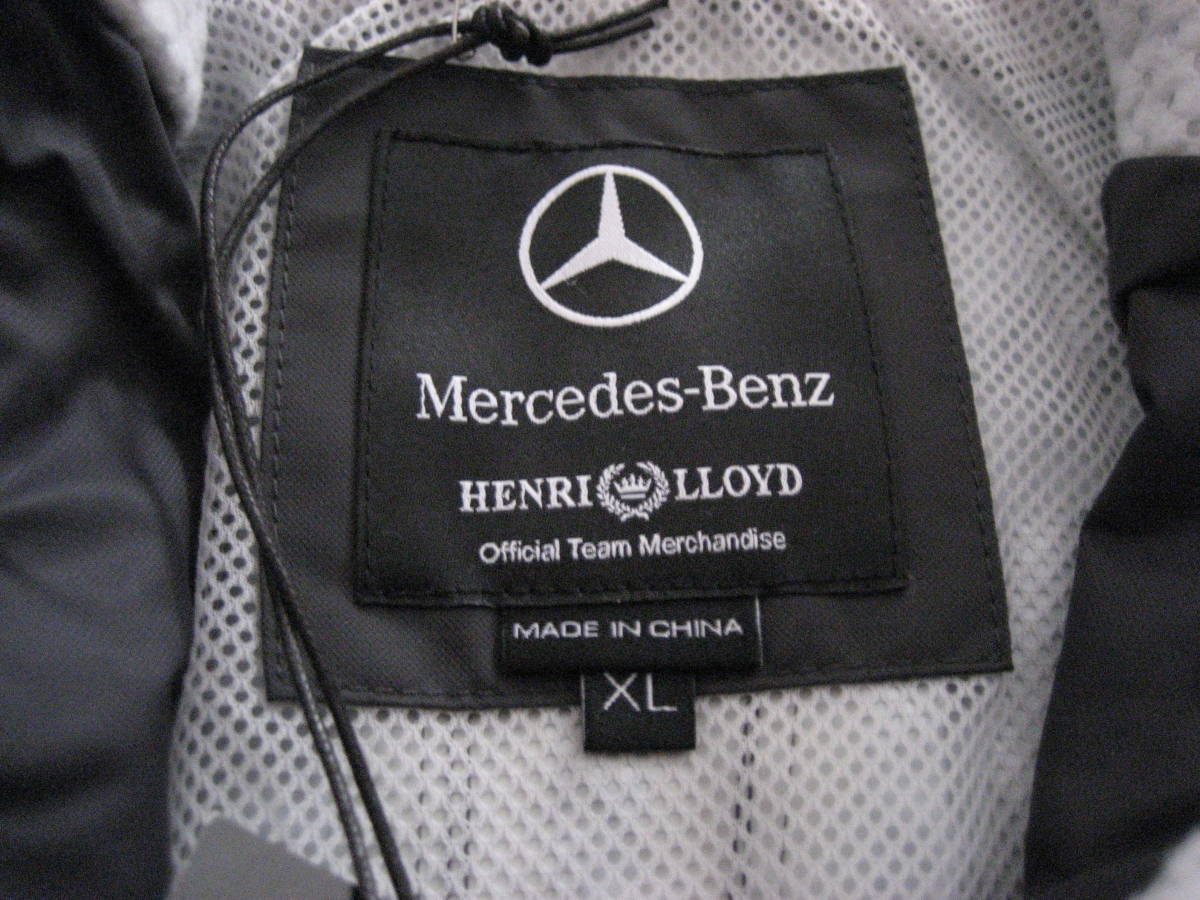 Mercedes-Benz
HENRI LLOYD
Official Team Merchandise
MADE IN CHINA
XL